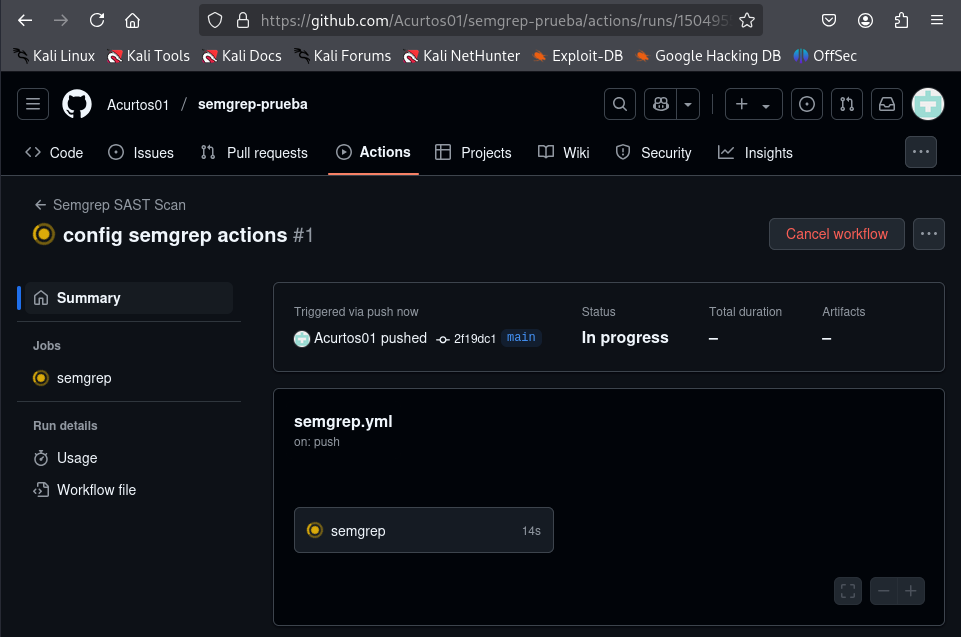 https://github.com/Acurtos01/semgrep-prueba/actions/runs/150495
Kali Linux Kali Tools Kali Docs Kali Forums Kali NetHunter Exploit-DB Google Hacking DB OffSec
Acurtos01 / semgrep-prueba
Code Issues Pull requests Actions Projects Wiki Security Insights
← Semgrep SAST Scan
config semgrep actions #1
Cancel workflow
Summary
Jobs
semgrep
Run details
Usage
Workflow file
Triggered via push now
Acurtos01 pushed 2f19dc1 main
Status
In progress
Total duration
–
Artifacts
–
semgrep.yml
on: push
semgrep 14s